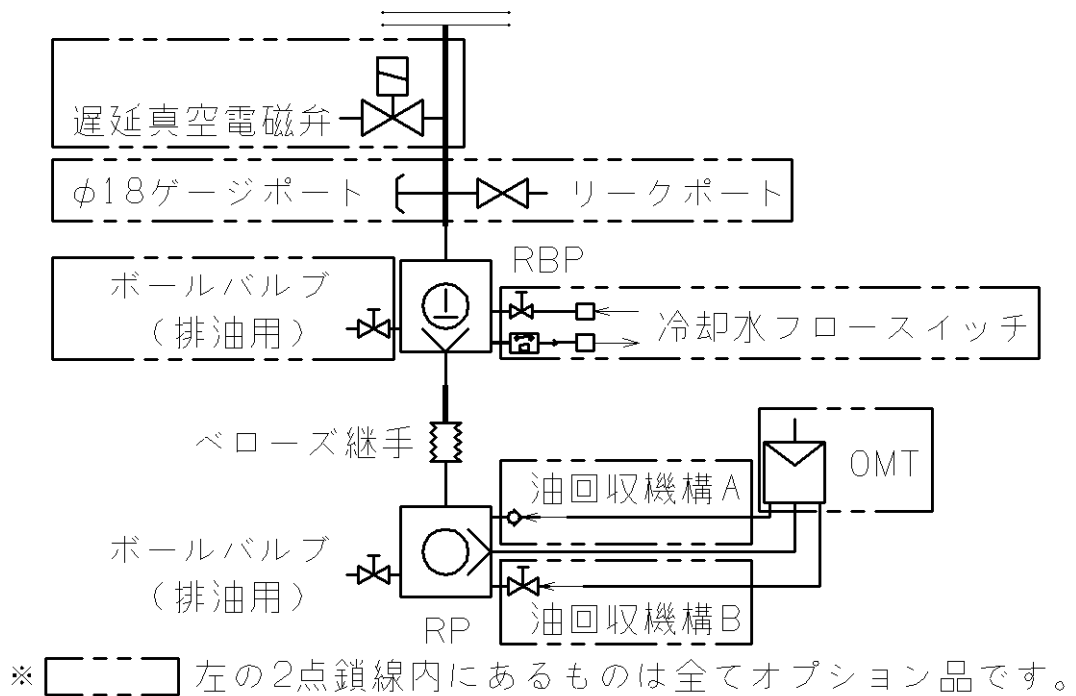 遅延真空電磁弁
φ18ゲージポート
リークポート
RBP
ボールバルブ
（排油用）
冷却水フロースイッチ
ベローズ継手
OMT
油回収機構A
ボールバルブ
（排油用）
油回収機構B
RP
※ 左の2点鎖線内にあるものは全てオプション品です。